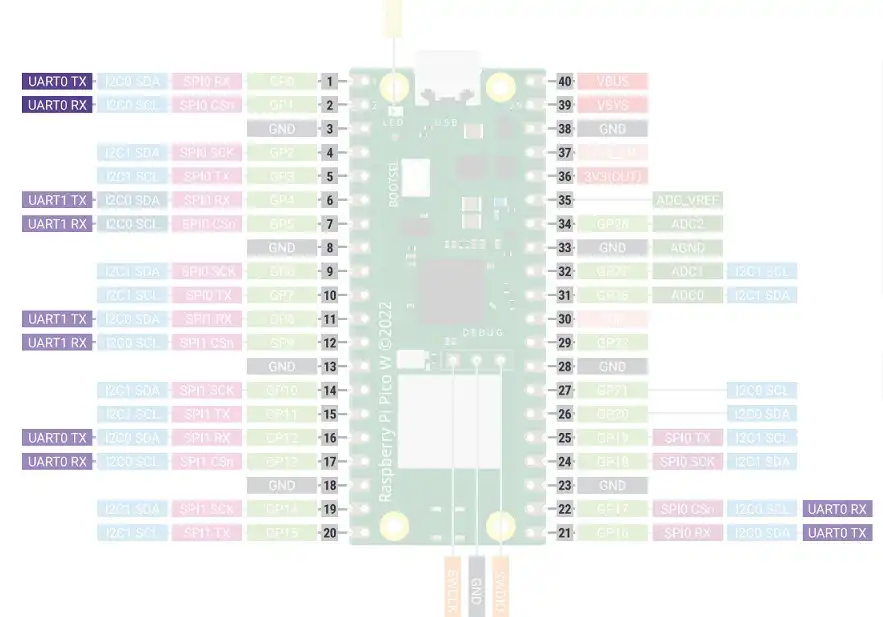 UART0 TX I2C0 SDA SPI0 RX GP0 1 40 VBUS
UART0 RX I2C0 SCL SPI0 CSn GP1 2 39 VSYS
GND 3 LED USB 38 GND
I2C1 SDA SPI0 SCK GP2 4 37
I2C1 SCL SPI0 TX GP3 5 36 3V3(OUT)
BOOTSEL
UART1 TX I2C0 SDA SPI0 RX GP4 6 35 ADC_VREF
UART1 RX I2C0 SCL SPI0 CSn GP5 7 34 GP28 ADC2
GND 8 33 GND AGND
I2C1 SDA SPI0 SCK GP6 9 32 GP27 ADC1 I2C1 SCL
I2C1 SCL SPI0 TX GP7 10 31 GP26 ADC0 I2C1 SDA
UART1 TX I2C0 SDA SPI1 RX GP8 11 30
DEBUG
UART1 RX I2C0 SCL SPI1 CSn GP9 12 29 GP22
GND 13 28 GND
I2C1 SDA SPI1 SCK GP10 14 27 GP21 I2C0 SCL
I2C1 SCL SPI1 TX GP11 15 26 GP20 I2C0 SDA
UART0 TX I2C0 SDA SPI1 RX GP12 16 25 GP19 SPI0 TX I2C1 SCL
UART0 RX I2C0 SCL SPI1 CSn GP13 17 24 GP18 SPI0 SCK I2C1 SDA
Raspberry Pi Pico W ©2022
GND 18 23 GND
I2C1 SDA SPI1 SCK GP14 19 22 GP17 SPI0 CSn I2C0 SCL UART0 RX
I2C1 SCL SPI1 TX GP15 20 21 GP16 SPI0 RX I2C0 SDA UART0 TX
SWCLK GND SWDIO